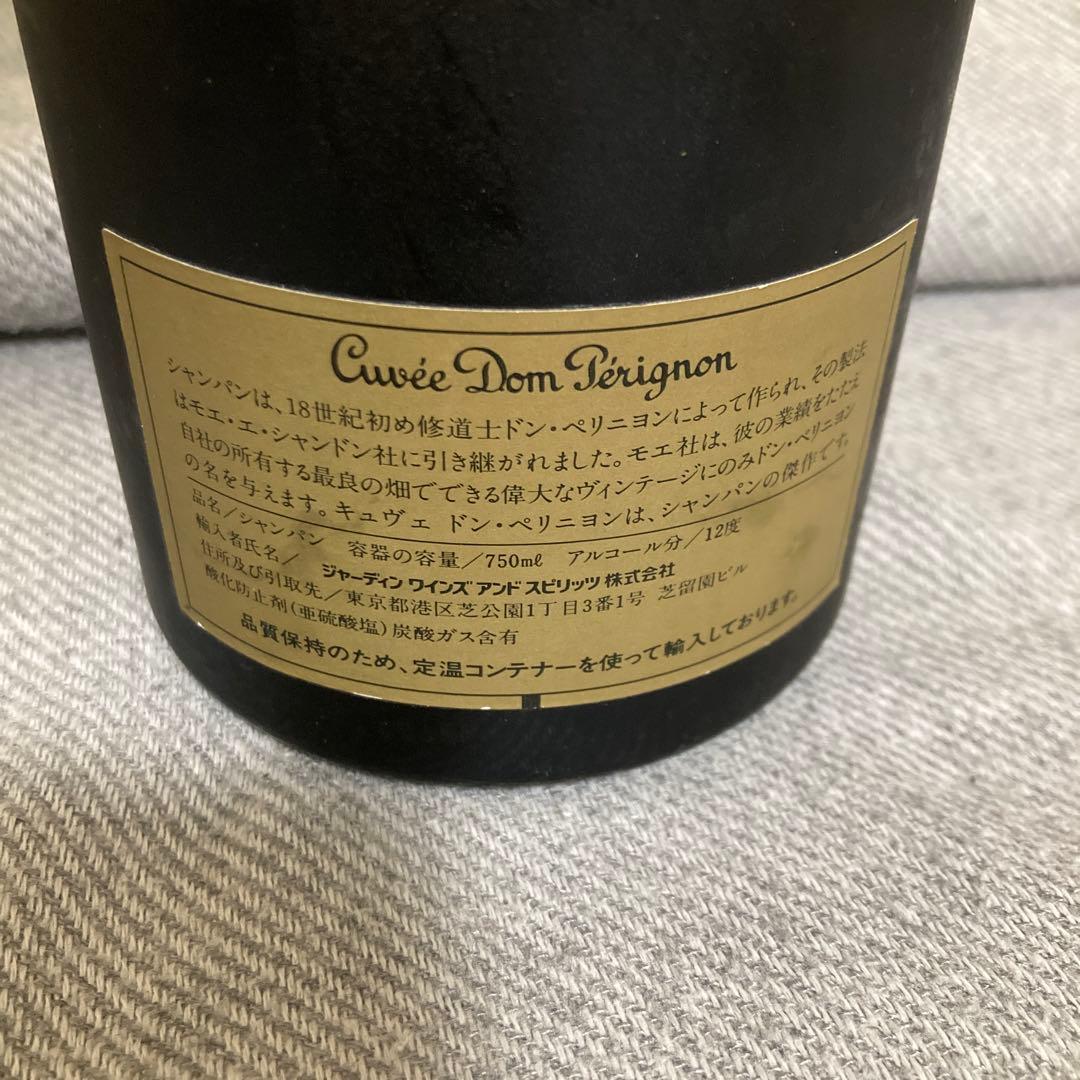 Cuvée Dom Pérignon
シャンパンは、18世紀初め修道士ドン・ペリニヨンによって作られ、その製法
はモエ・エ・シャンドン社に引き継がれました。モエ社は、彼の業績をたたえ
自社の所有する最良の畑でできる偉大なヴィンテージにのみドン・ペリニヨン
の名を与えます。キュヴェ ドン・ペリニヨンは、シャンパンの傑作です。
品名／シャンパン 容器の容量／750mℓ アルコール分／12度
輸入者氏名／ ジャーディン ワインズ アンド スピリッツ 株式会社
住所及び引取先／東京都港区芝公園1丁目3番1号 芝留園ビル
酸化防止剤(亜硫酸塩)炭酸ガス含有
品質保持のため、定温コンテナーを使って輸入しております。